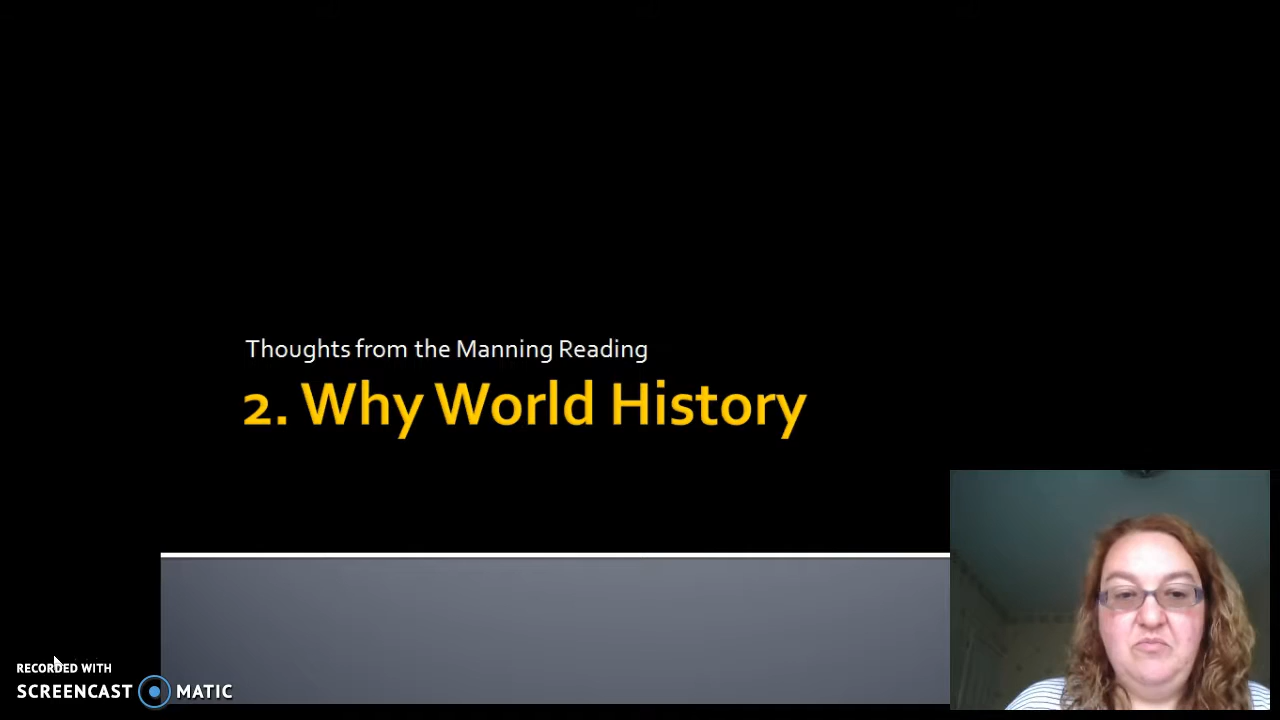 Thoughts from the Manning Reading
2. Why World History
RECORDED WITH
SCREENCAST MATIC